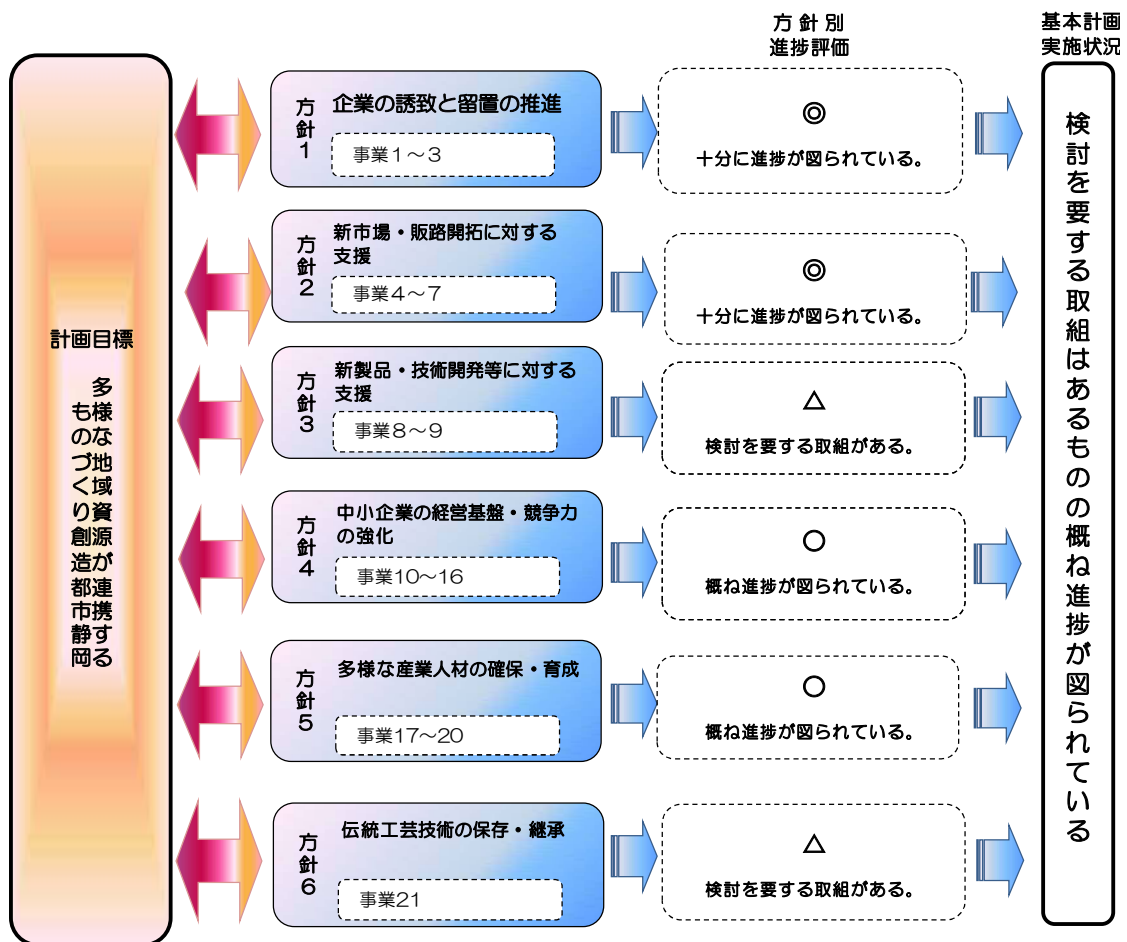 方針別
進捗評価
基本計画
実施状況
計画目標
多様な地域資源が連携する
ものづくり創造都市静岡
方針1
企業の誘致と留置の推進
事業1~3
◎
十分に進捗が図られている。
方針2
新市場・販路開拓に対する
支援
事業4~7
◎
十分に進捗が図られている。
方針3
新製品・技術開発等に対する
支援
事業8~9
△
検討を要する取組がある。
方針4
中小企業の経営基盤・競争力
の強化
事業10~16
○
概ね進捗が図られている。
方針5
多様な産業人材の確保・育成
事業17~20
○
概ね進捗が図られている。
方針6
伝統工芸技術の保存・継承
事業21
△
検討を要する取組がある。
検討を要する取組はあるものの概ね進捗が図られている